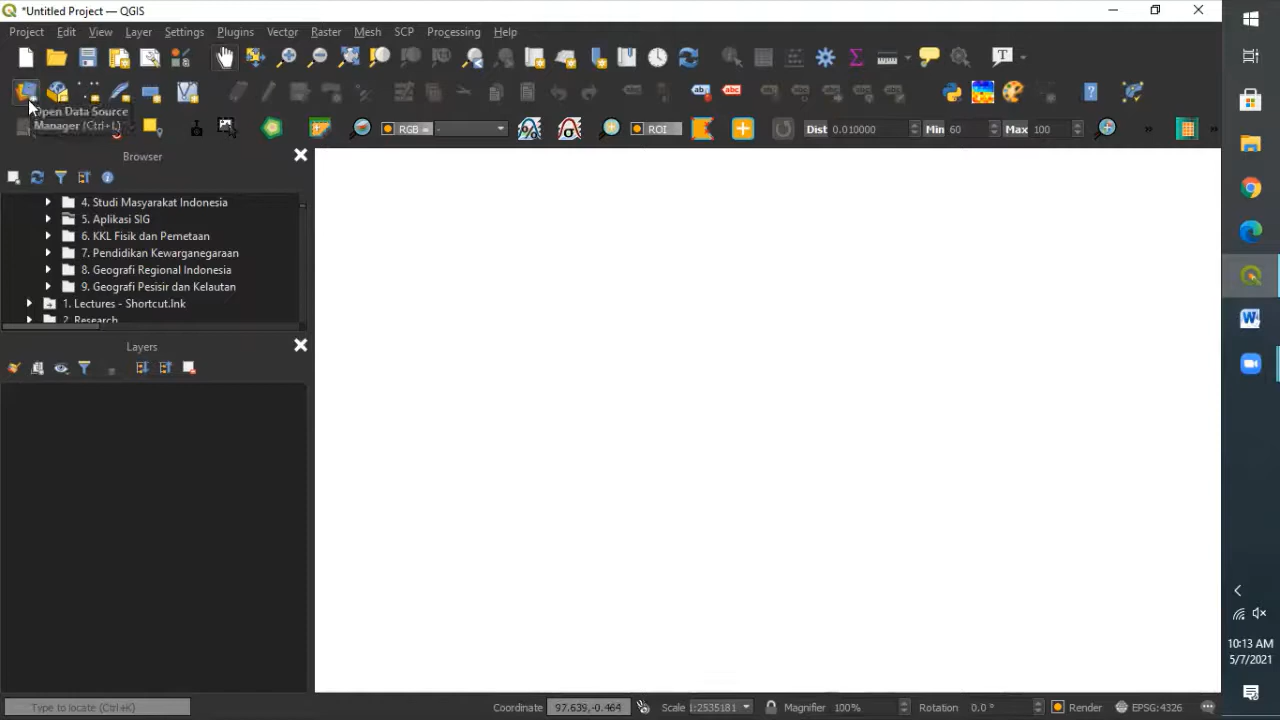 *Untitled Project — QGIS
Project Edit View Layer Settings Plugins Vector Raster Mesh SCP Processing Help
Open Data Source
Manager (Ctrl+L)
RGB = - ROI Dist 0.010000 Min 60 Max 100 » »
Browser
4. Studi Masyarakat Indonesia
5. Aplikasi SIG
6. KKL Fisik dan Pemetaan
7. Pendidikan Kewarganegaraan
8. Geografi Regional Indonesia
9. Geografi Pesisir dan Kelautan
1. Lectures - Shortcut.lnk
2. Research
Layers
10:13 AM
5/7/2021
Type to locate (Ctrl+K) Coordinate 97.639,-0.464 Scale 1:2535181 Magnifier 100% Rotation 0.0 ° Render EPSG:4326